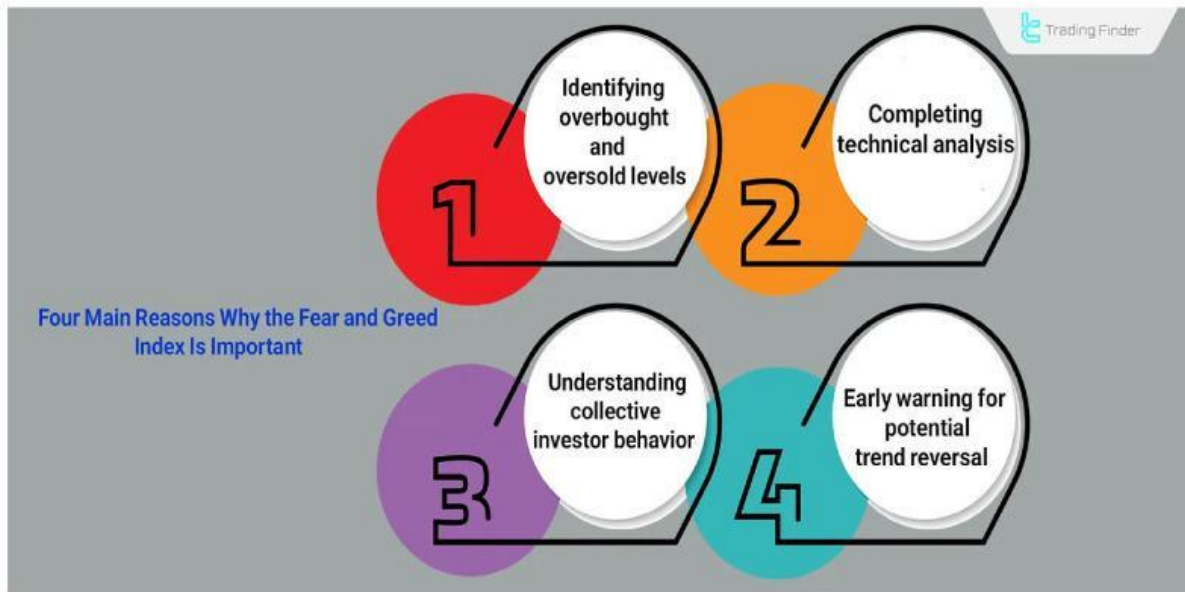 Trading Finder
Four Main Reasons Why the Fear and Greed
Index Is Important
1
Identifying
overbought
and
oversold levels
2
Completing
technical analysis
3
Understanding
collective
investor behavior
4
Early warning for
potential
trend reversal